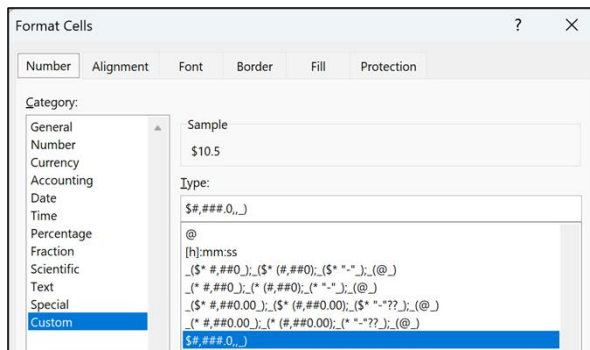 Format Cells ? ✕
Number Alignment Font Border Fill Protection
Category:
General
Number
Currency
Accounting
Date
Time
Percentage
Fraction
Scientific
Text
Special
Custom
Sample
$10.5
Type:
$#,###.0,,_)
@
[h]:mm:ss
_($* #,##0_);_($* (#,##0);_($* "-"_);_(@_)
_(* #,##0_);_(* (#,##0);_(* "-"_);_(@_)
_($* #,##0.00_);_($* (#,##0.00);_($* "-"??_);_(@_)
_(* #,##0.00_);_(* (#,##0.00);_(* "-"??_);_(@_)
$#,###.0,,_)